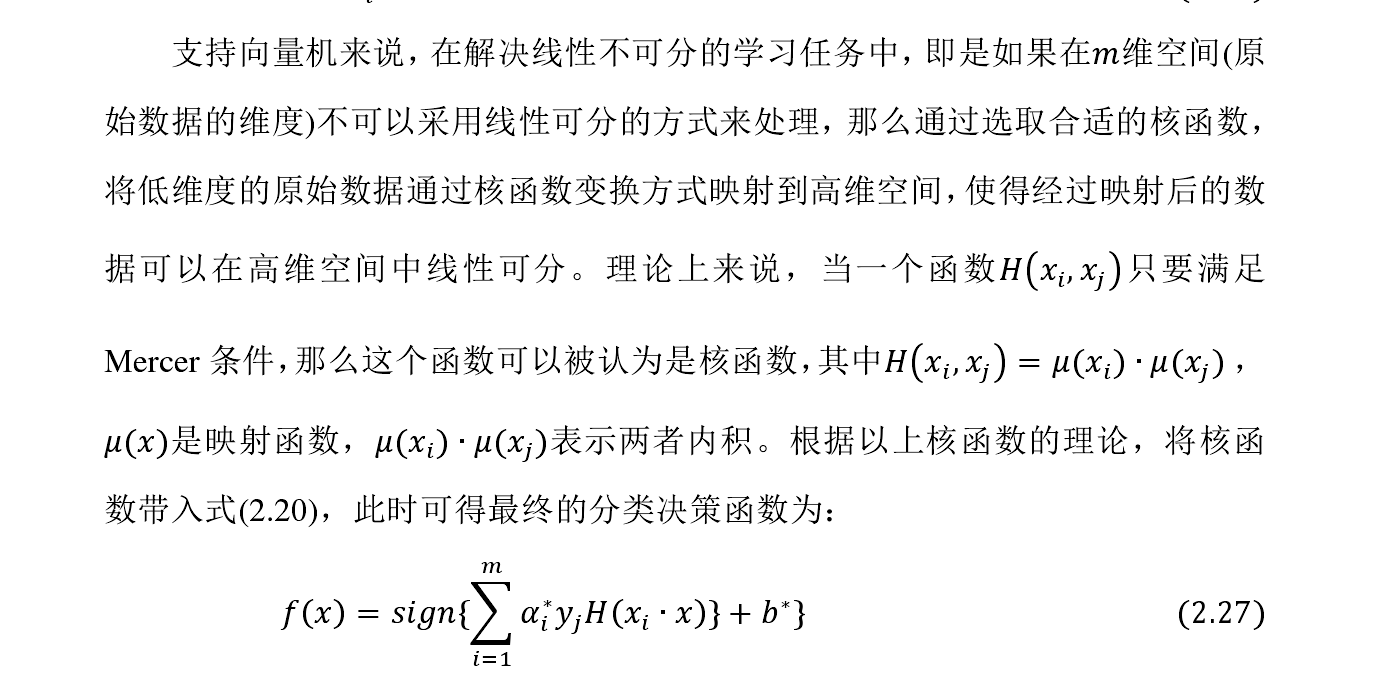 支持向量机来说，在解决线性不可分的学习任务中，即是如果在m维空间(原
始数据的维度)不可以采用线性可分的方式来处理，那么通过选取合适的核函数，
将低维度的原始数据通过核函数变换方式映射到高维空间，使得经过映射后的数
据可以在高维空间中线性可分。理论上来说，当一个函数H(x_i, x_j)只要满足
Mercer 条件，那么这个函数可以被认为是核函数，其中H(x_i, x_j) = μ(x_i) · μ(x_j) ，
μ(x)是映射函数，μ(x_i) · μ(x_j)表示两者内积。根据以上核函数的理论，将核函
数带入式(2.20)，此时可得最终的分类决策函数为：
f(x) = sign{∑_{i=1}^{m} α_i^* y_j H(x_i · x)} + b^*} (2.27)